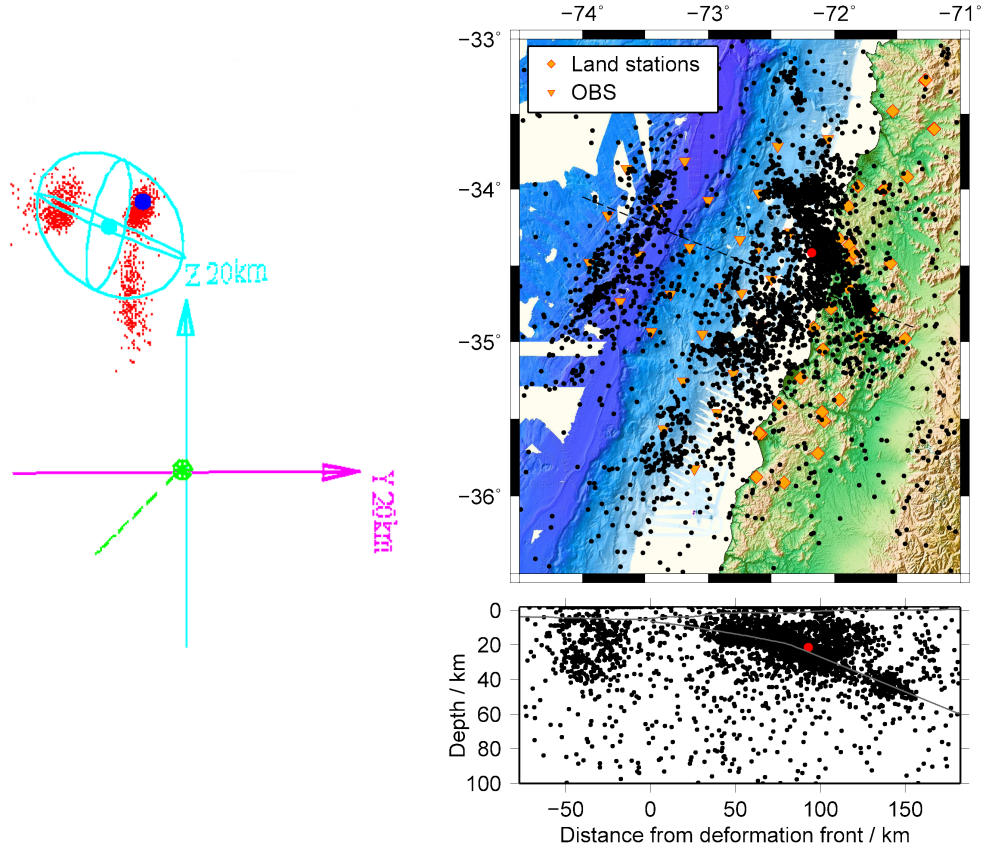 Z 20km
Y 20km
−74° −73° −72° −71°
−33°
Land stations
OBS
−34°
−35°
−36°
0
20
40
60
80
100
Depth / km
−50 0 50 100 150
Distance from deformation front / km